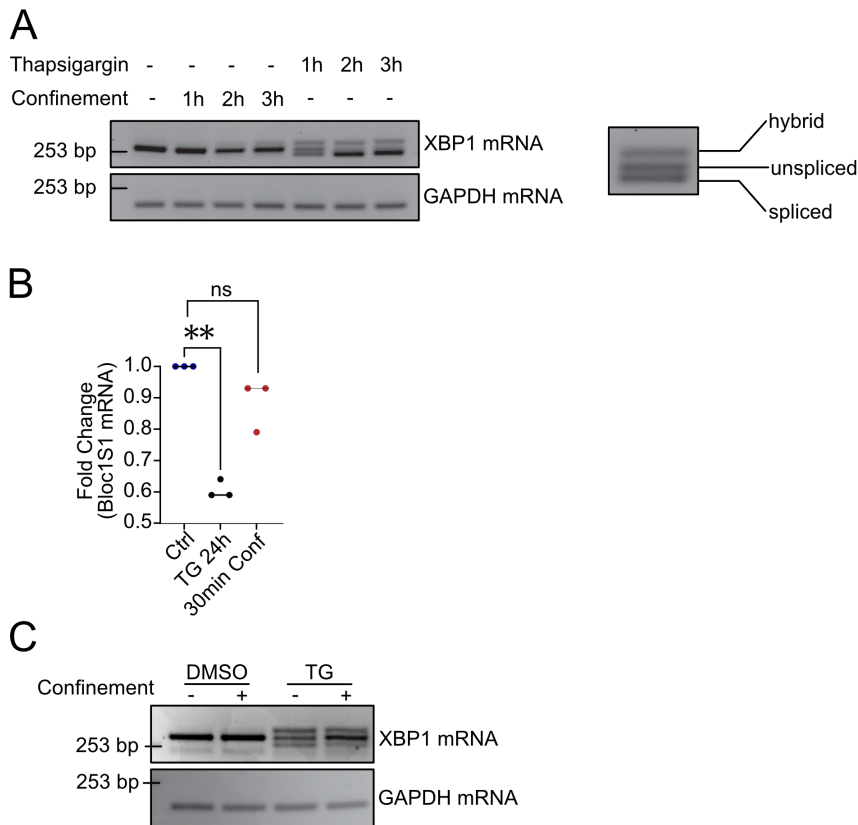 A
Thapsigargin - - - - 1h 2h 3h
Confinement - 1h 2h 3h - - -
253 bp XBP1 mRNA
253 bp GAPDH mRNA
hybrid
unspliced
spliced
B
ns
**
Fold Change
(Bloc1S1 mRNA)
1.0
0.9
0.8
0.7
0.6
0.5
Ctrl
TG 24h
30min Conf
C
DMSO TG
Confinement - + - +
253 bp XBP1 mRNA
253 bp GAPDH mRNA